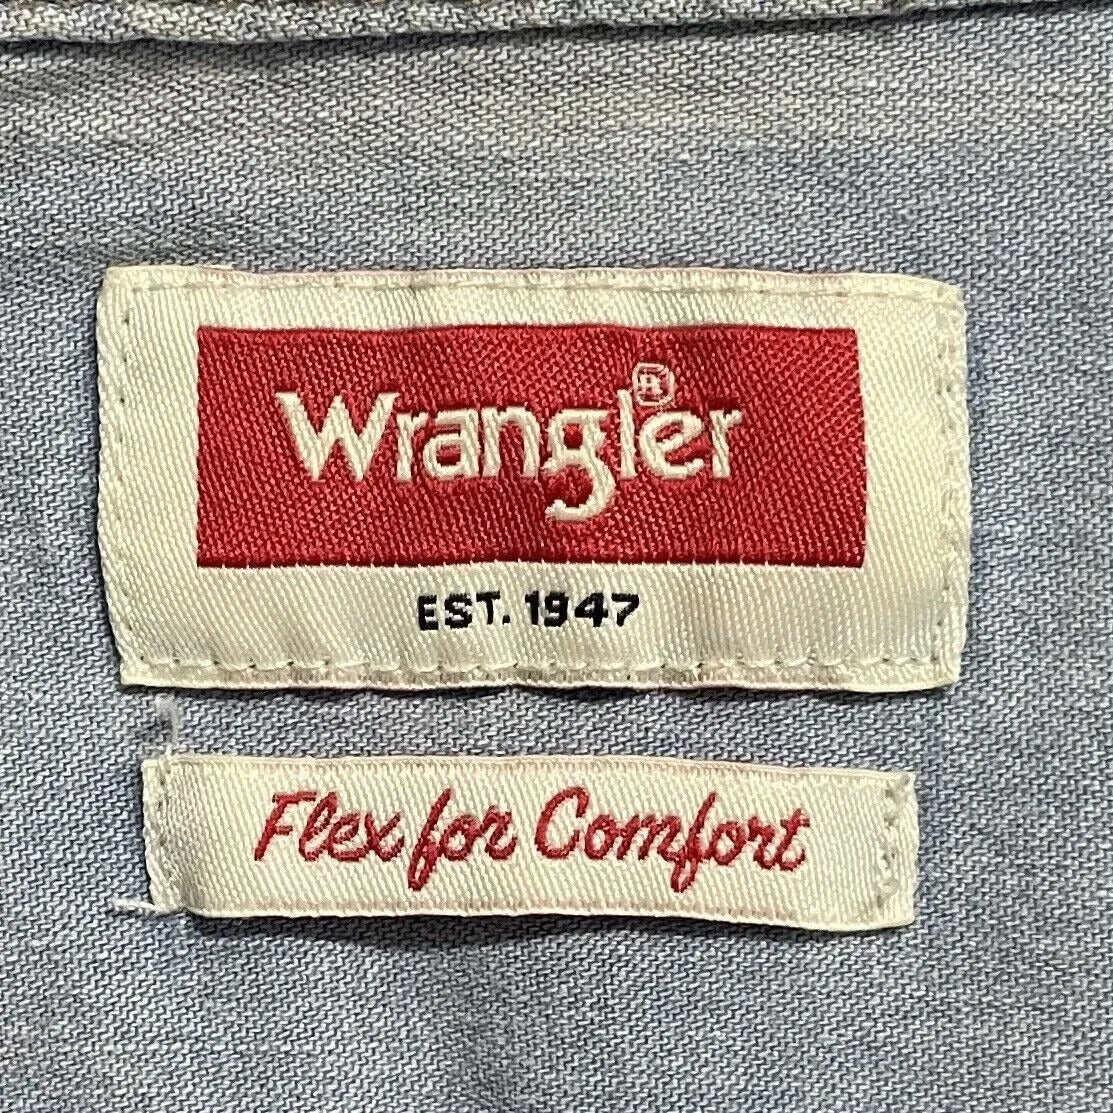 Wrangler®
EST. 1947
Flex for Comfort